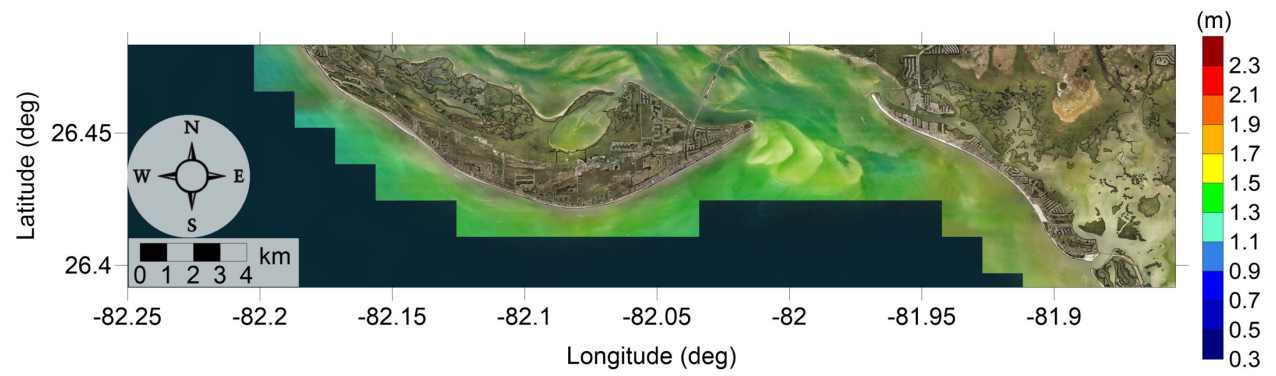 (m)
2.3
2.1
1.9
1.7
1.5
1.3
1.1
0.9
0.7
0.5
0.3
Latitude (deg)
26.45
26.4
N
W E
S
km
0 1 2 3 4
-82.25 -82.2 -82.15 -82.1 -82.05 -82 -81.95 -81.9
Longitude (deg)